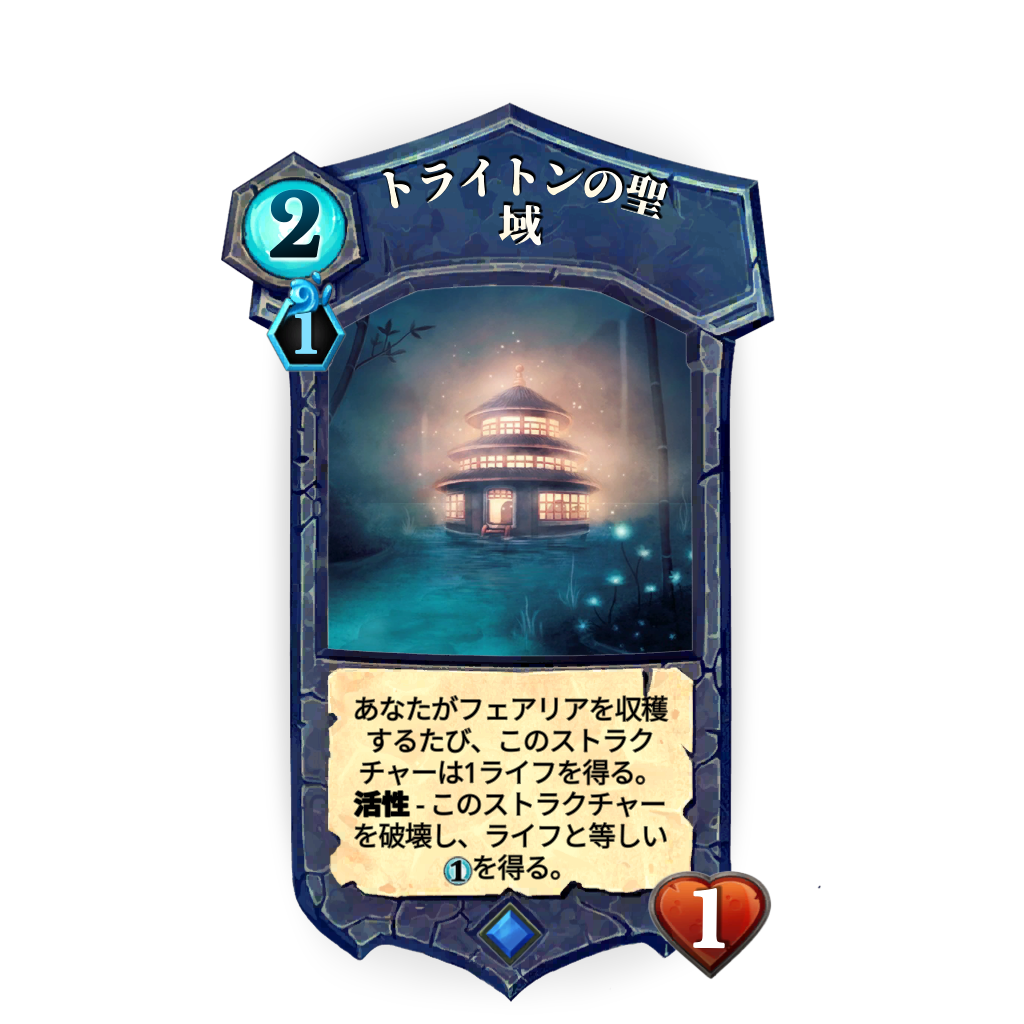 2
トライトンの聖
域
1
あなたがフェアリアを収穫
するたび、このストラク
チャーは1ライフを得る。
活性 - このストラクチャー
を破壊し、ライフと等しい
1を得る。
1